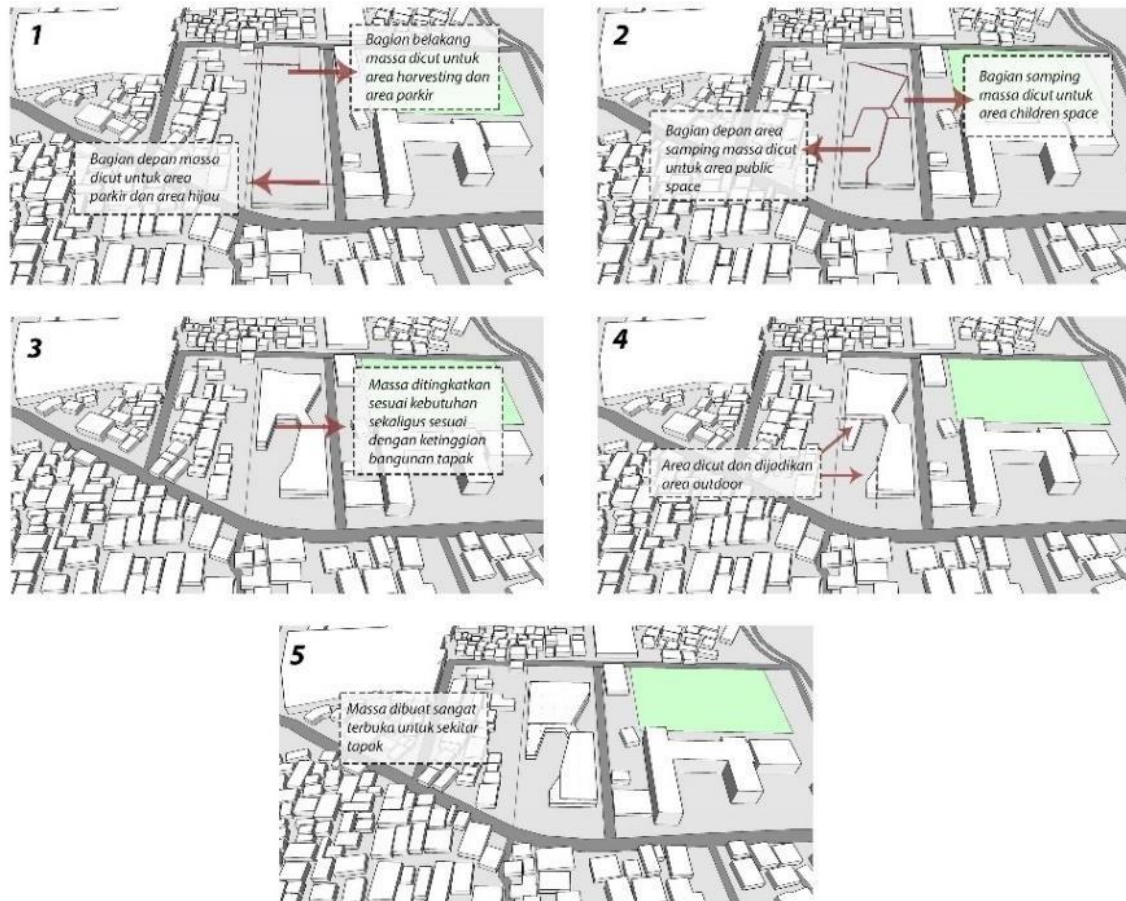 1
Bagian belakang
massa dicut untuk
area harvesting dan
area parkir
Bagian depan massa
dicut untuk area
parkir dan area hijau
2
Bagian samping
massa dicut untuk
area children space
Bagian depan area
samping massa dicut
untuk area public
space
3
Massa ditingkatkan
sesuai kebutuhan
sekaligus sesuai
dengan ketinggian
bangunan tapak
4
Area dicut dan dijadikan
area outdoor
5
Massa dibuat sangat
terbuka untuk sekitar
tapak